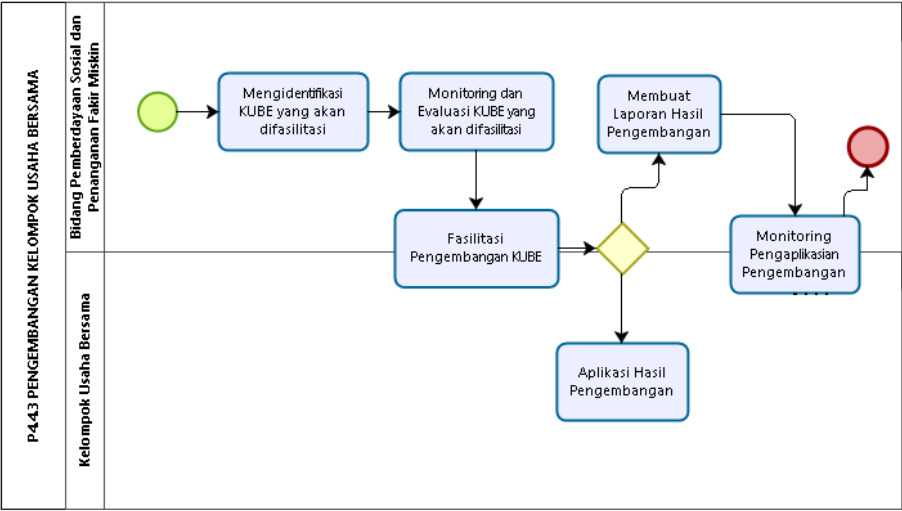 P4.4.3 PENGEMBANGAN KELOMPOK USAHA BERSAMA
Bidang Pemberdayaan Sosial dan
Penanganan Fakir Miskin
Mengidentifikasi
KUBE yang akan
difasilitasi
Monitoring dan
Evaluasi KUBE yang
akan difasilitasi
Fasilitasi
Pengembangan KUBE
Membuat
Laporan Hasil
Pengembangan
Monitoring
Pengaplikasian
Pengembangan
Kelompok Usaha Bersama
Aplikasi Hasil
Pengembangan